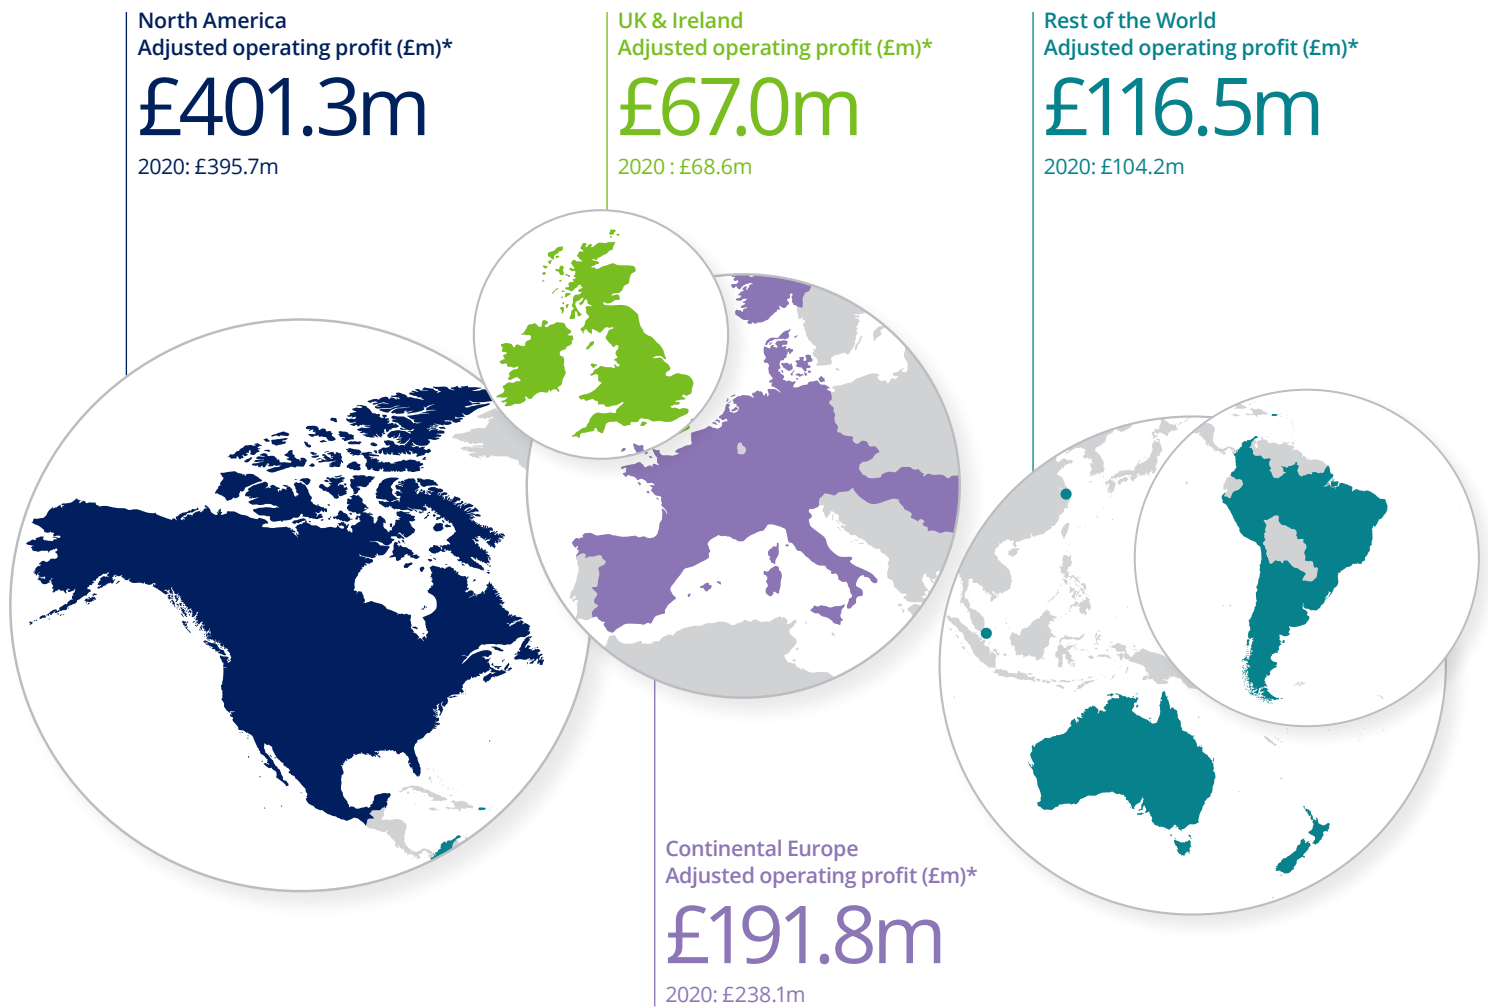 North America
Adjusted operating profit (£m)*
£401.3m
2020: £395.7m
UK & Ireland
Adjusted operating profit (£m)*
£67.0m
2020 : £68.6m
Rest of the World
Adjusted operating profit (£m)*
£116.5m
2020: £104.2m
Continental Europe
Adjusted operating profit (£m)*
£191.8m
2020: £238.1m